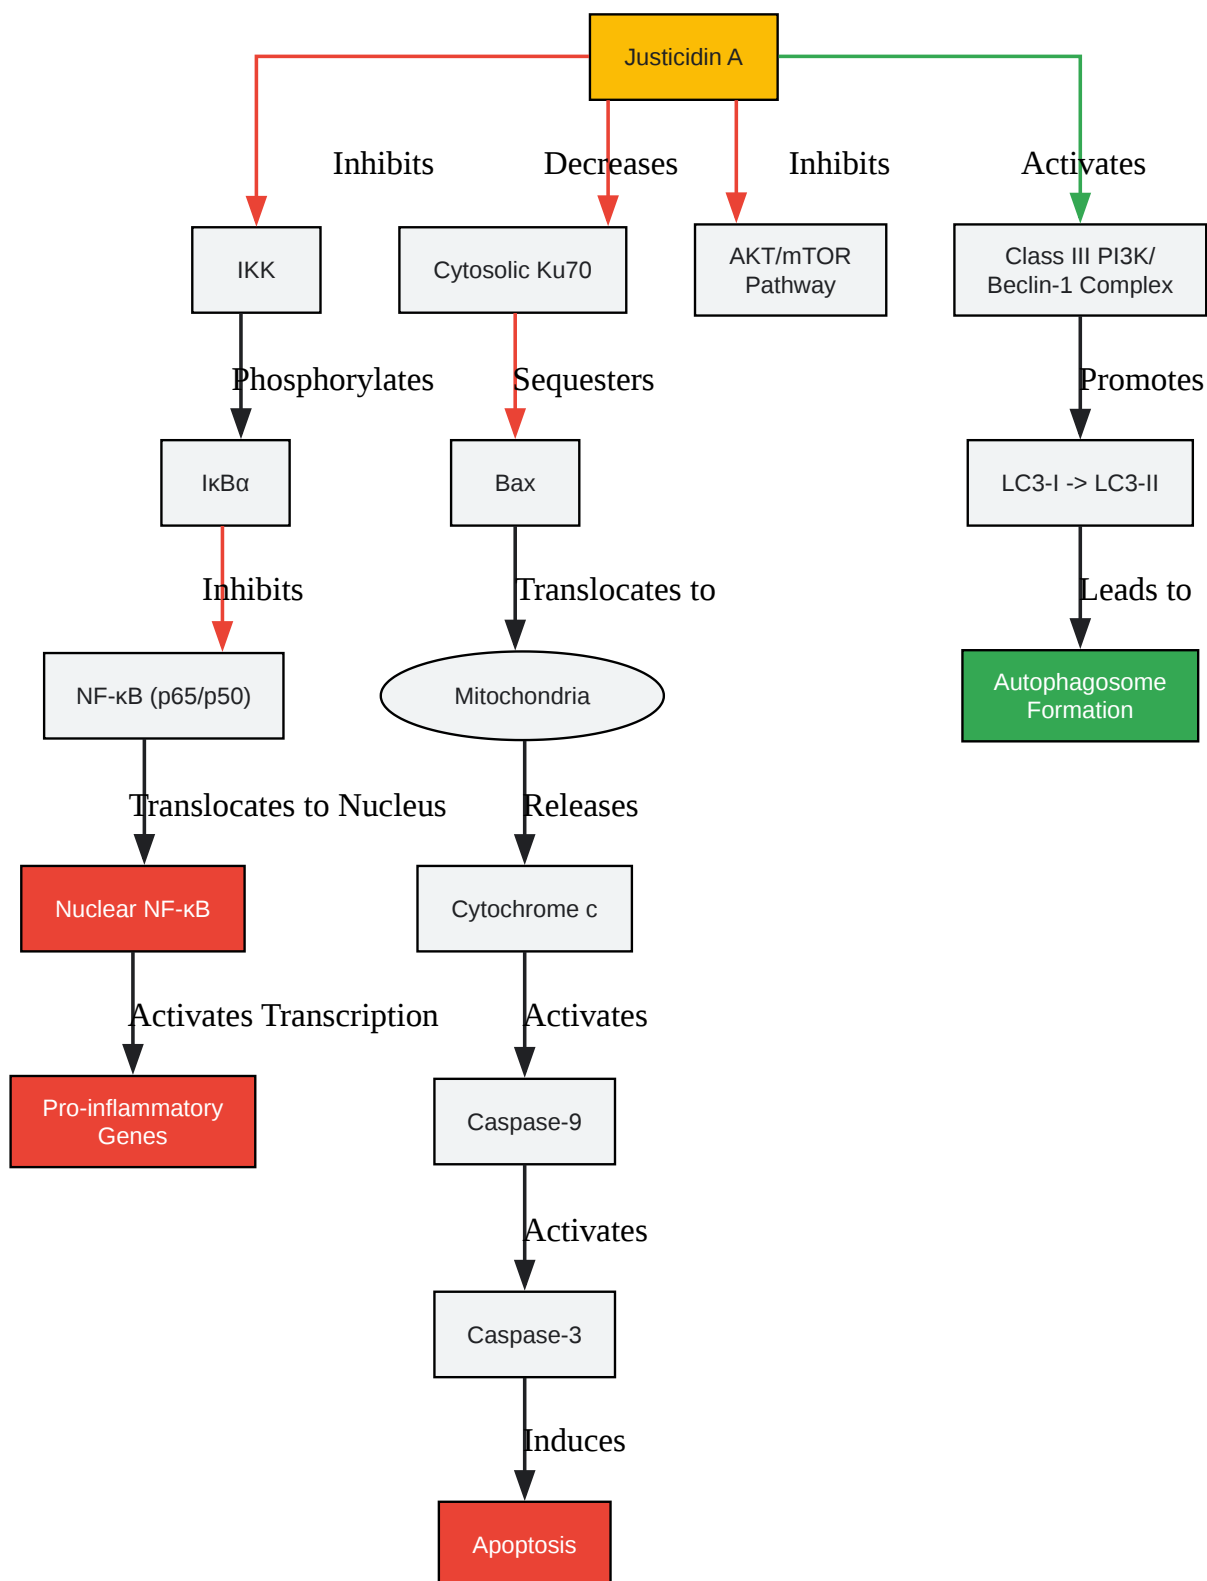 Justicidin A
Inhibits
Decreases
Inhibits
Activates
IKK
Cytosolic Ku70
AKT/mTOR
Pathway
Class III PI3K/
Beclin-1 Complex
Phosphorylates
Sequesters
Promotes
IκBα
Bax
LC3-I -> LC3-II
Inhibits
Translocates to
Leads to
NF-κB (p65/p50)
Mitochondria
Autophagosome
Formation
Translocates to Nucleus
Releases
Nuclear NF-κB
Cytochrome c
Activates Transcription
Activates
Pro-inflammatory
Genes
Caspase-9
Activates
Caspase-3
Induces
Apoptosis